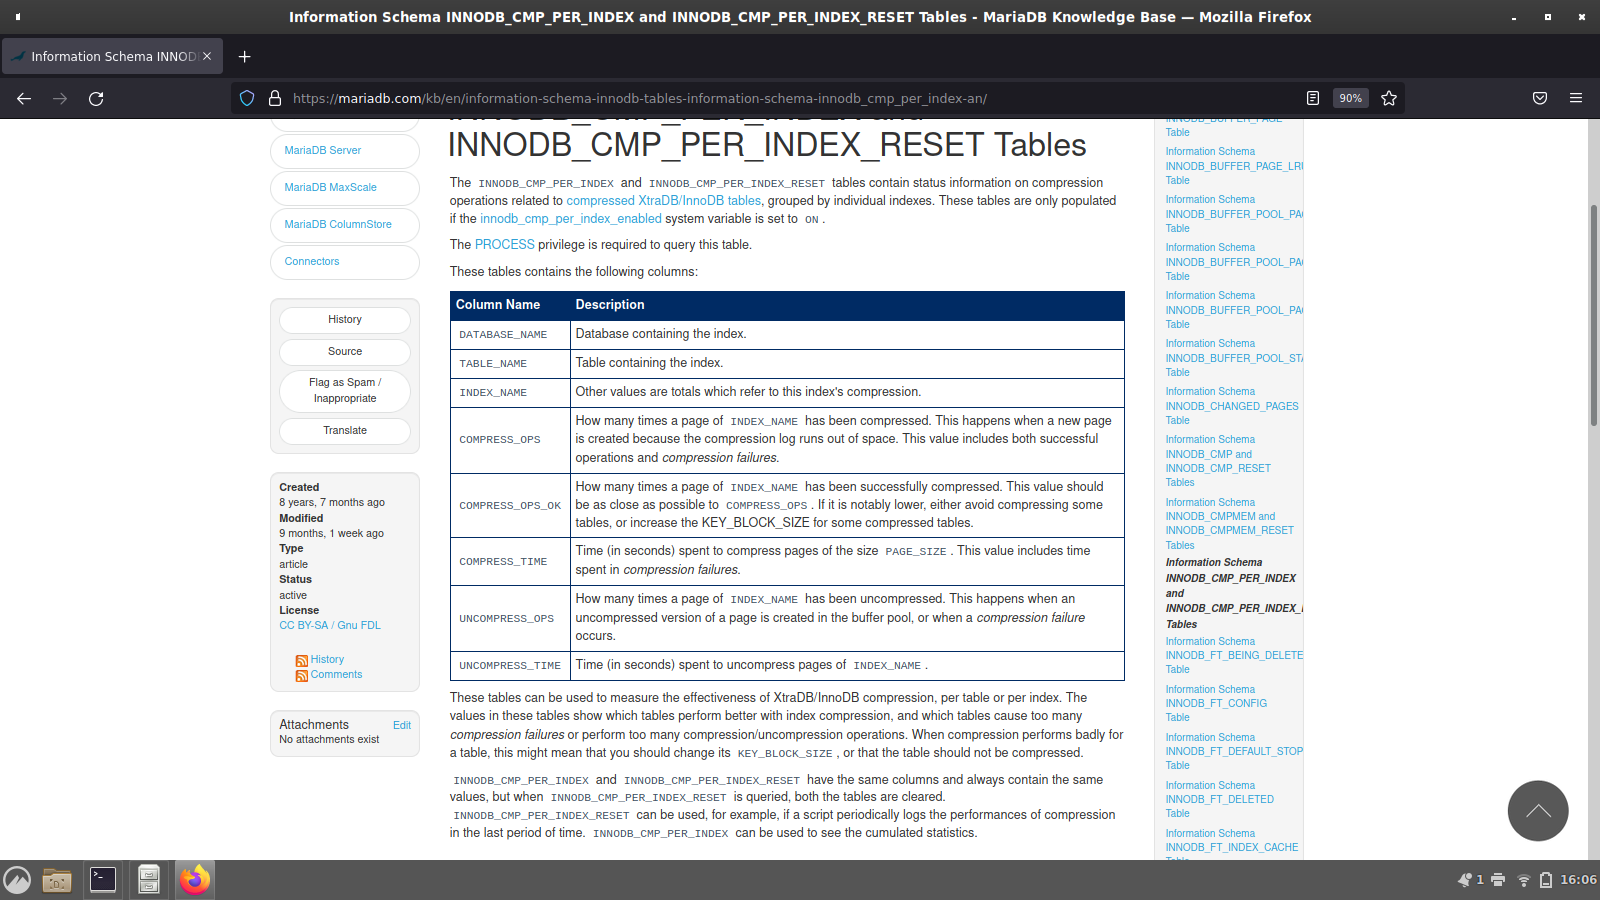 Information Schema INNODB_CMP_PER_INDEX and INNODB_CMP_PER_INDEX_RESET Tables - MariaDB Knowledge Base — Mozilla Firefox
Information Schema INNOD
https://mariadb.com/kb/en/information-schema-innodb-tables-information-schema-innodb_cmp_per_index-an/
90%
MariaDB Server
MariaDB MaxScale
MariaDB ColumnStore
Connectors
History
Source
Flag as Spam /
Inappropriate
Translate
Created
8 years, 7 months ago
Modified
9 months, 1 week ago
Type
article
Status
active
License
CC BY-SA / Gnu FDL
History
Comments
Attachments Edit
No attachments exist
INNODB_CMP_PER_INDEX and
INNODB_CMP_PER_INDEX_RESET Tables
The INNODB_CMP_PER_INDEX and INNODB_CMP_PER_INDEX_RESET tables contain status information on compression
operations related to compressed XtraDB/InnoDB tables, grouped by individual indexes. These tables are only populated
if the innodb_cmp_per_index_enabled system variable is set to ON .
The PROCESS privilege is required to query this table.
These tables contains the following columns:
Column Name Description
DATABASE_NAME Database containing the index.
TABLE_NAME Table containing the index.
INDEX_NAME Other values are totals which refer to this index's compression.
COMPRESS_OPS How many times a page of INDEX_NAME has been compressed. This happens when a new page
is created because the compression log runs out of space. This value includes both successful
operations and compression failures.
COMPRESS_OPS_OK How many times a page of INDEX_NAME has been successfully compressed. This value should
be as close as possible to COMPRESS_OPS . If it is notably lower, either avoid compressing some
tables, or increase the KEY_BLOCK_SIZE for some compressed tables.
COMPRESS_TIME Time (in seconds) spent to compress pages of the size PAGE_SIZE . This value includes time
spent in compression failures.
UNCOMPRESS_OPS How many times a page of INDEX_NAME has been uncompressed. This happens when an
uncompressed version of a page is created in the buffer pool, or when a compression failure
occurs.
UNCOMPRESS_TIME Time (in seconds) spent to uncompress pages of INDEX_NAME .
These tables can be used to measure the effectiveness of XtraDB/InnoDB compression, per table or per index. The
values in these tables show which tables perform better with index compression, and which tables cause too many
compression failures or perform too many compression/uncompression operations. When compression performs badly for
a table, this might mean that you should change its KEY_BLOCK_SIZE , or that the table should not be compressed.
INNODB_CMP_PER_INDEX and INNODB_CMP_PER_INDEX_RESET have the same columns and always contain the same
values, but when INNODB_CMP_PER_INDEX_RESET is queried, both the tables are cleared.
INNODB_CMP_PER_INDEX_RESET can be used, for example, if a script periodically logs the performances of compression
in the last period of time. INNODB_CMP_PER_INDEX can be used to see the cumulated statistics.
INNODB_BUFFER_PAGE
Table
Information Schema
INNODB_BUFFER_PAGE_LRU
Table
Information Schema
INNODB_BUFFER_POOL_PA
Table
Information Schema
INNODB_BUFFER_POOL_PA
Table
Information Schema
INNODB_BUFFER_POOL_PA
Table
Information Schema
INNODB_BUFFER_POOL_STA
Table
Information Schema
INNODB_CHANGED_PAGES
Table
Information Schema
INNODB_CMP and
INNODB_CMP_RESET
Tables
Information Schema
INNODB_CMPMEM and
INNODB_CMPMEM_RESET
Tables
Information Schema
INNODB_CMP_PER_INDEX
and
INNODB_CMP_PER_INDEX_
Tables
Information Schema
INNODB_FT_BEING_DELETE
Table
Information Schema
INNODB_FT_CONFIG
Table
Information Schema
INNODB_FT_DEFAULT_STOP
Table
Information Schema
INNODB_FT_DELETED
Table
Information Schema
INNODB_FT_INDEX_CACHE
1
16:06